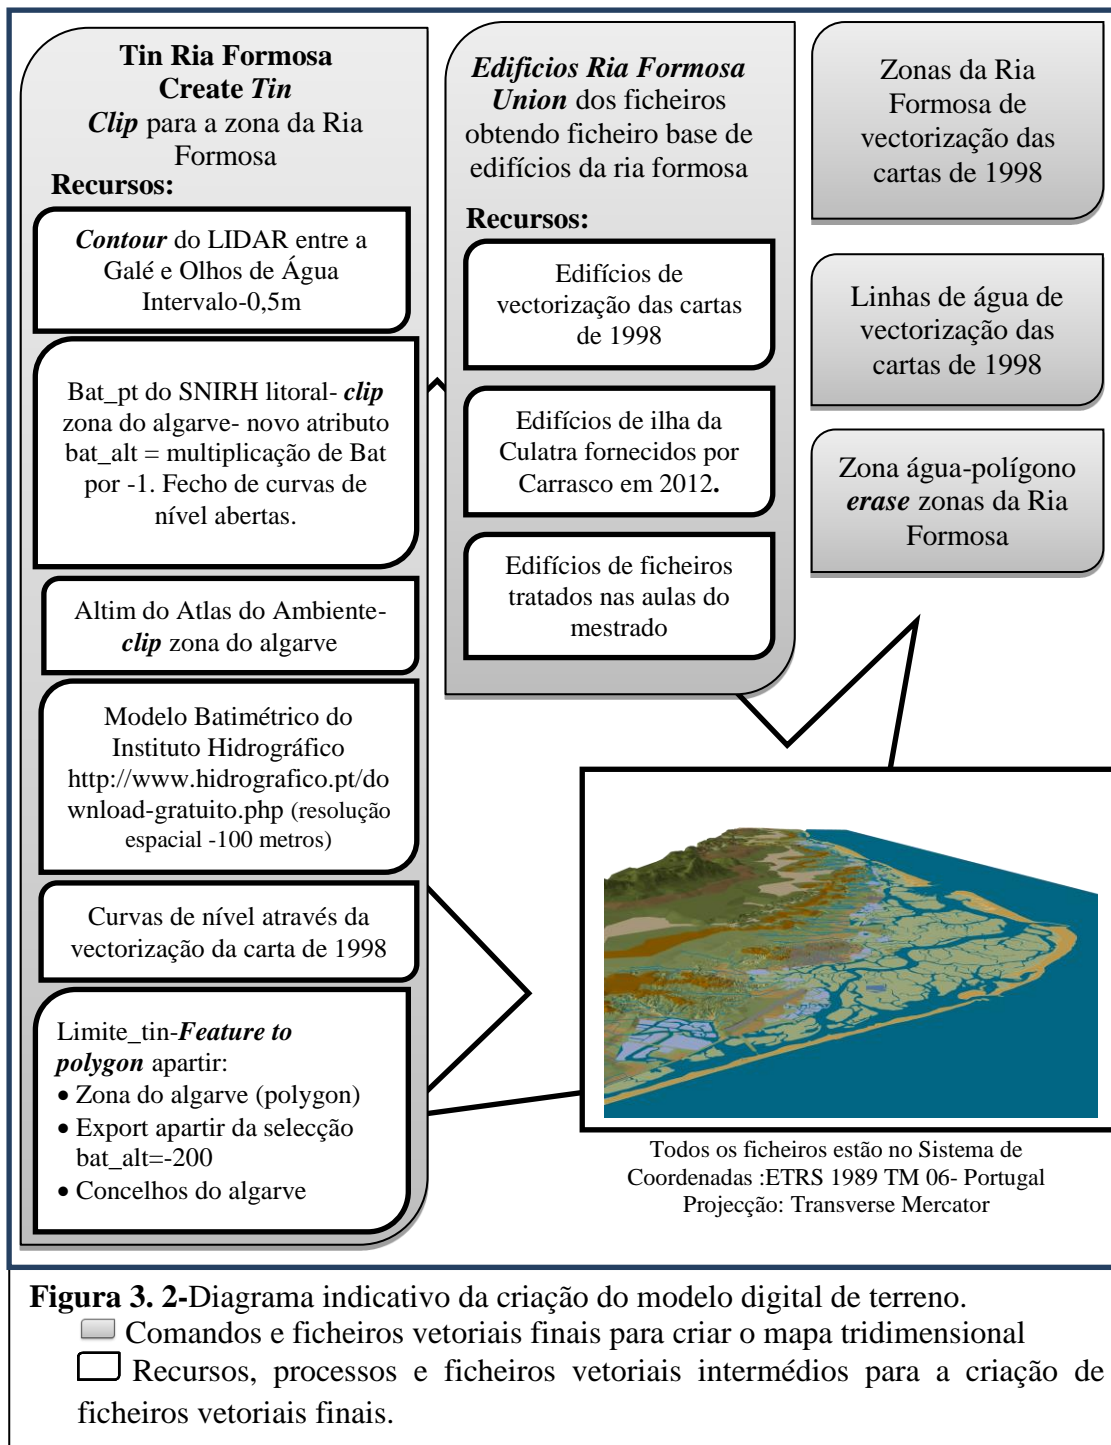 Tin Ria Formosa
Create Tin
Clip para a zona da Ria
Formosa
Recursos:
Contour do LIDAR entre a
Galé e Olhos de Água
Intervalo-0,5m
Bat_pt do SNIRH litoral- clip
zona do algarve- novo atributo
bat_alt = multiplicação de Bat
por -1. Fecho de curvas de
nível abertas.
Altim do Atlas do Ambiente-
clip zona do algarve
Modelo Batimétrico do
Instituto Hidrográfico
http://www.hidrografico.pt/do
wnload-gratuito.php (resolução
espacial -100 metros)
Curvas de nível através da
vectorização da carta de 1998
Limite_tin-Feature to
polygon apartir:
• Zona do algarve (polygon)
• Export apartir da selecção
bat_alt=-200
• Concelhos do algarve
Edificios Ria Formosa
Union dos ficheiros
obtendo ficheiro base de
edifícios da ria formosa
Recursos:
Edifícios de
vectorização das cartas
de 1998
Edifícios de ilha da
Culatra fornecidos por
Carrasco em 2012.
Edifícios de ficheiros
tratados nas aulas do
mestrado
Zonas da Ria
Formosa de
vectorização das
cartas de 1998
Linhas de água de
vectorização das
cartas de 1998
Zona água-polígono
erase zonas da Ria
Formosa
Todos os ficheiros estão no Sistema de
Coordenadas :ETRS 1989 TM 06- Portugal
Projecção: Transverse Mercator
Figura 3. 2-Diagrama indicativo da criação do modelo digital de terreno.
Comandos e ficheiros vetoriais finais para criar o mapa tridimensional
Recursos, processos e ficheiros vetoriais intermédios para a criação de
ficheiros vetoriais finais.